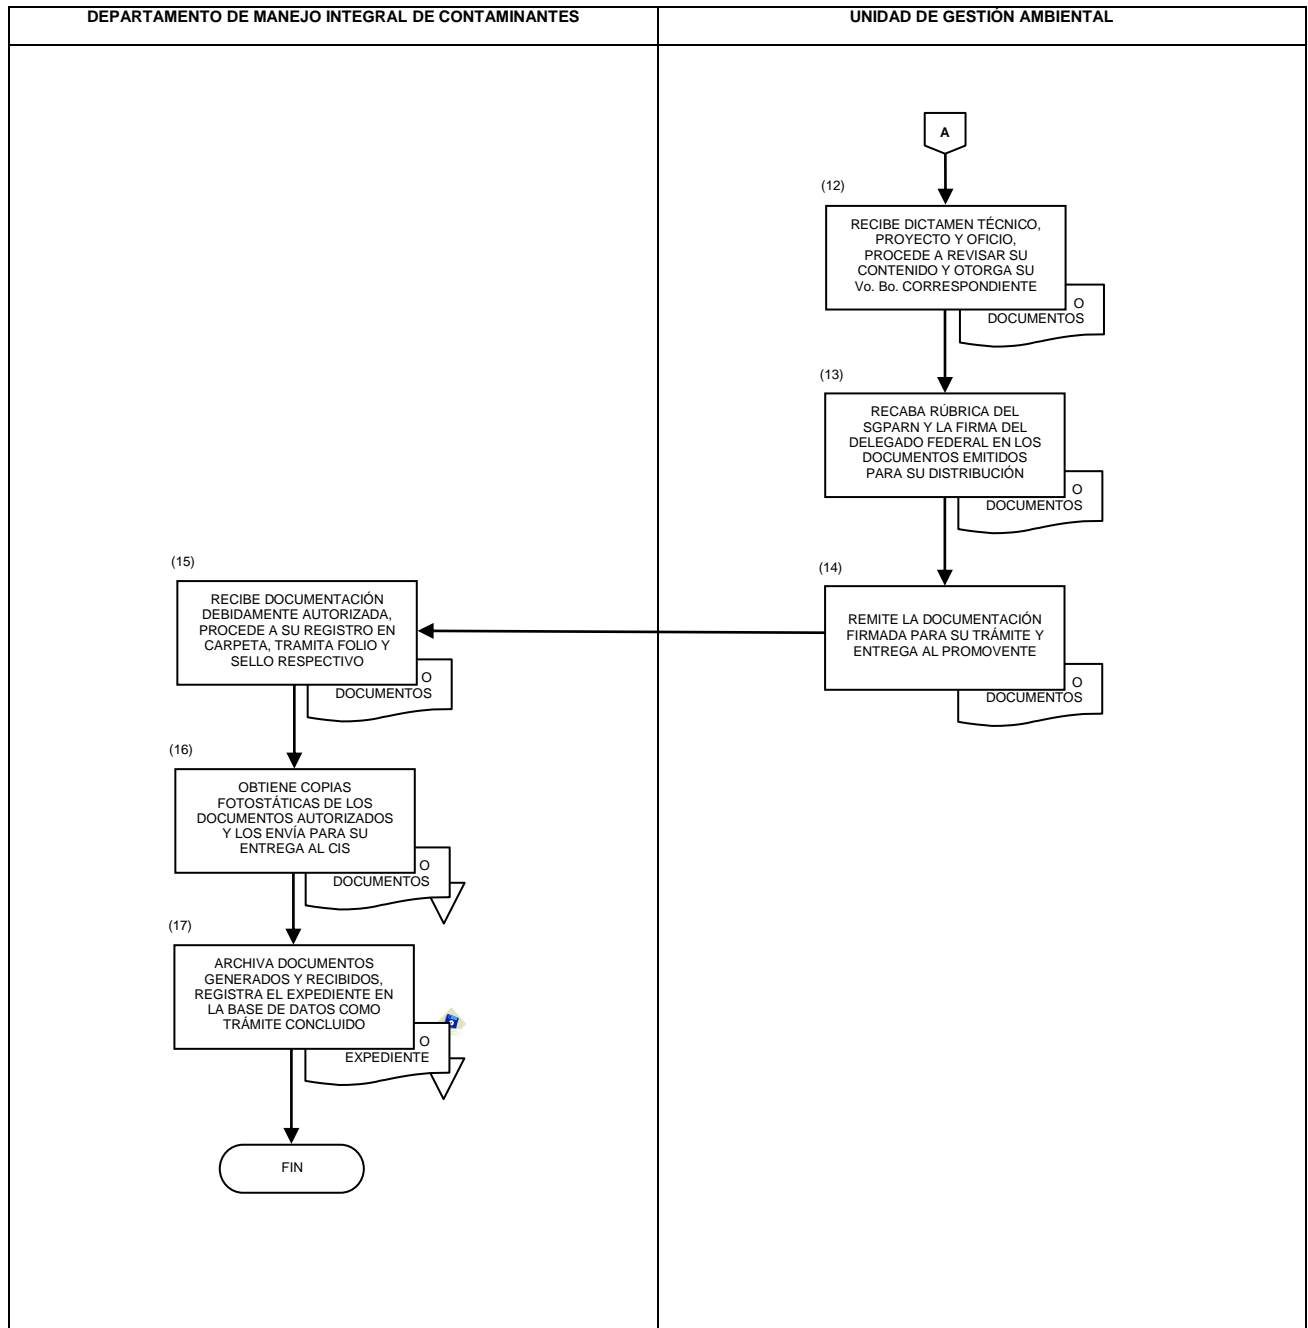 DEPARTAMENTO DE MANEJO INTEGRAL DE CONTAMINANTES
UNIDAD DE GESTIÓN AMBIENTAL
A
(12)
RECIBE DICTAMEN TÉCNICO,
PROYECTO Y OFICIO,
PROCEDE A REVISAR SU
CONTENIDO Y OTORGA SU
Vo. Bo. CORRESPONDIENTE
O
DOCUMENTOS
(13)
RECABA RÚBRICA DEL
SGPARN Y LA FIRMA DEL
DELEGADO FEDERAL EN LOS
DOCUMENTOS EMITIDOS
PARA SU DISTRIBUCIÓN
O
DOCUMENTOS
(14)
REMITE LA DOCUMENTACIÓN
FIRMADA PARA SU TRÁMITE Y
ENTREGA AL PROMOVENTE
O
DOCUMENTOS
(15)
RECIBE DOCUMENTACIÓN
DEBIDAMENTE AUTORIZADA,
PROCEDE A SU REGISTRO EN
CARPETA, TRAMITA FOLIO Y
SELLO RESPECTIVO
O
DOCUMENTOS
(16)
OBTIENE COPIAS
FOTOSTÁTICAS DE LOS
DOCUMENTOS AUTORIZADOS
Y LOS ENVÍA PARA SU
ENTREGA AL CIS
O
DOCUMENTOS
(17)
ARCHIVA DOCUMENTOS
GENERADOS Y RECIBIDOS,
REGISTRA EL EXPEDIENTE EN
LA BASE DE DATOS COMO
TRÁMITE CONCLUIDO
O
EXPEDIENTE
FIN